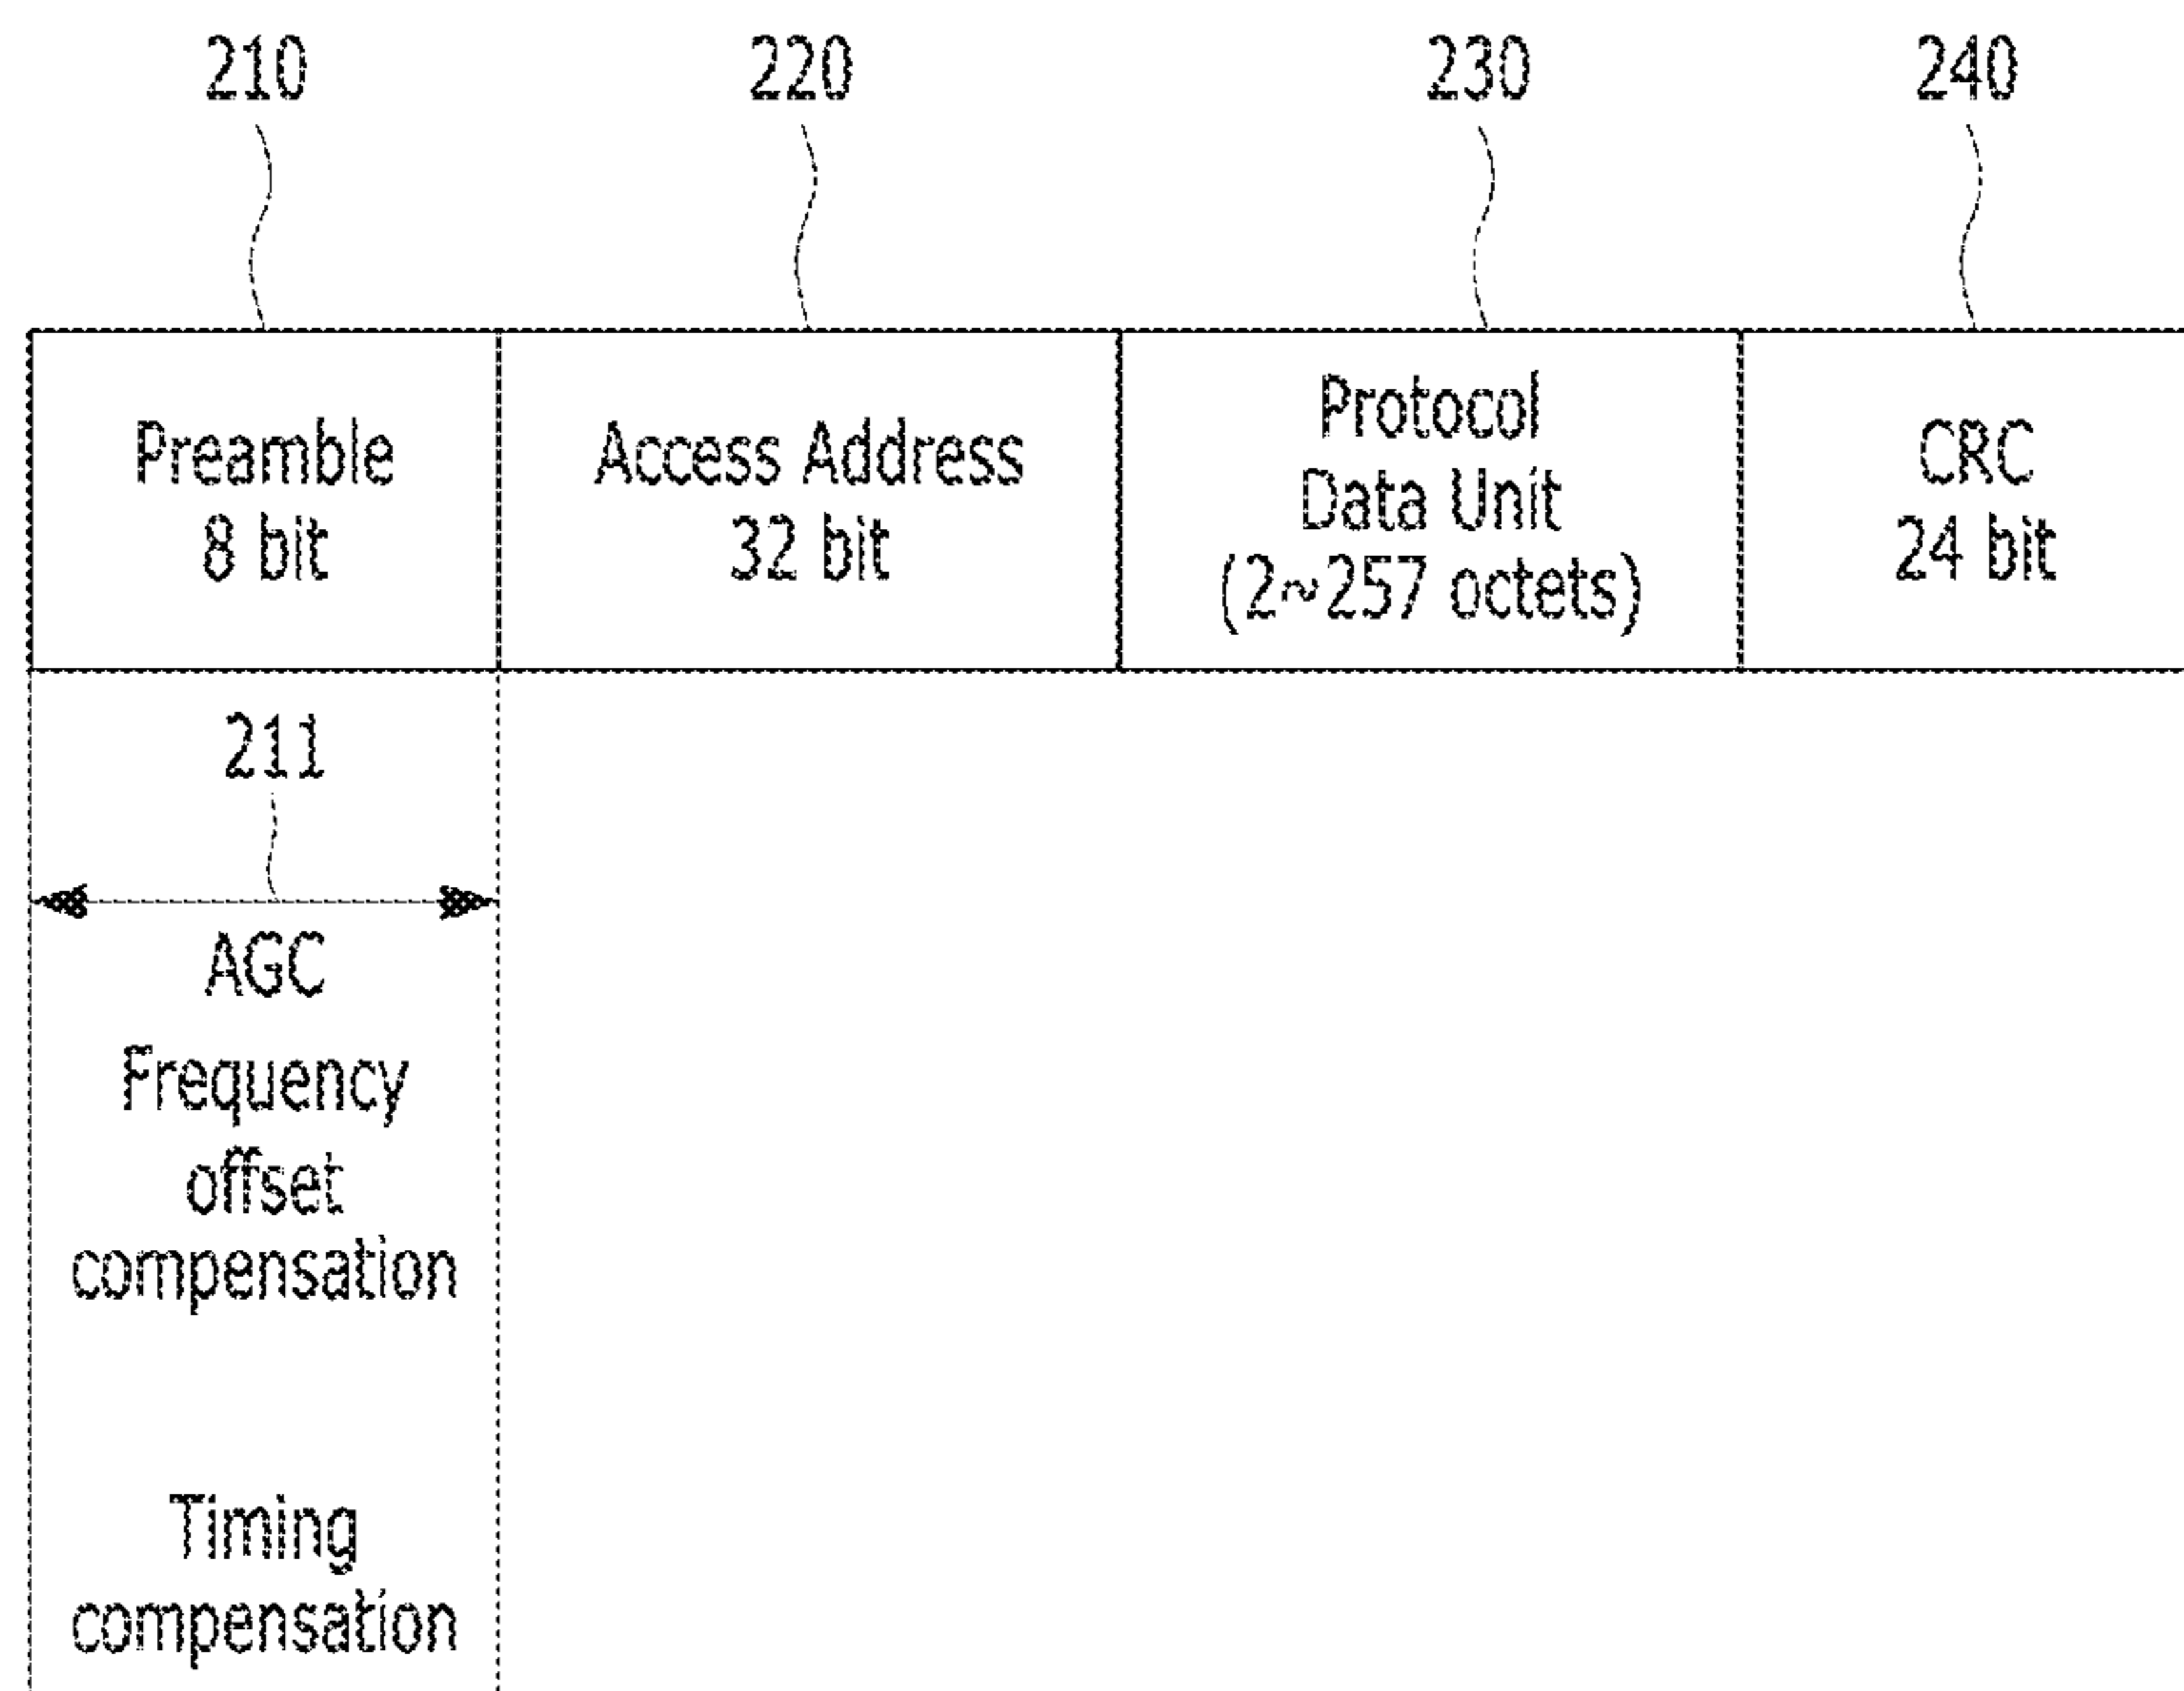 210 220 230 240
Preamble
8 bit
Access Address
32 bit
Protocol
Data Unit
(2~257 octets)
CRC
24 bit
211
AGC
Frequency
offset
compensation
Timing
compensation